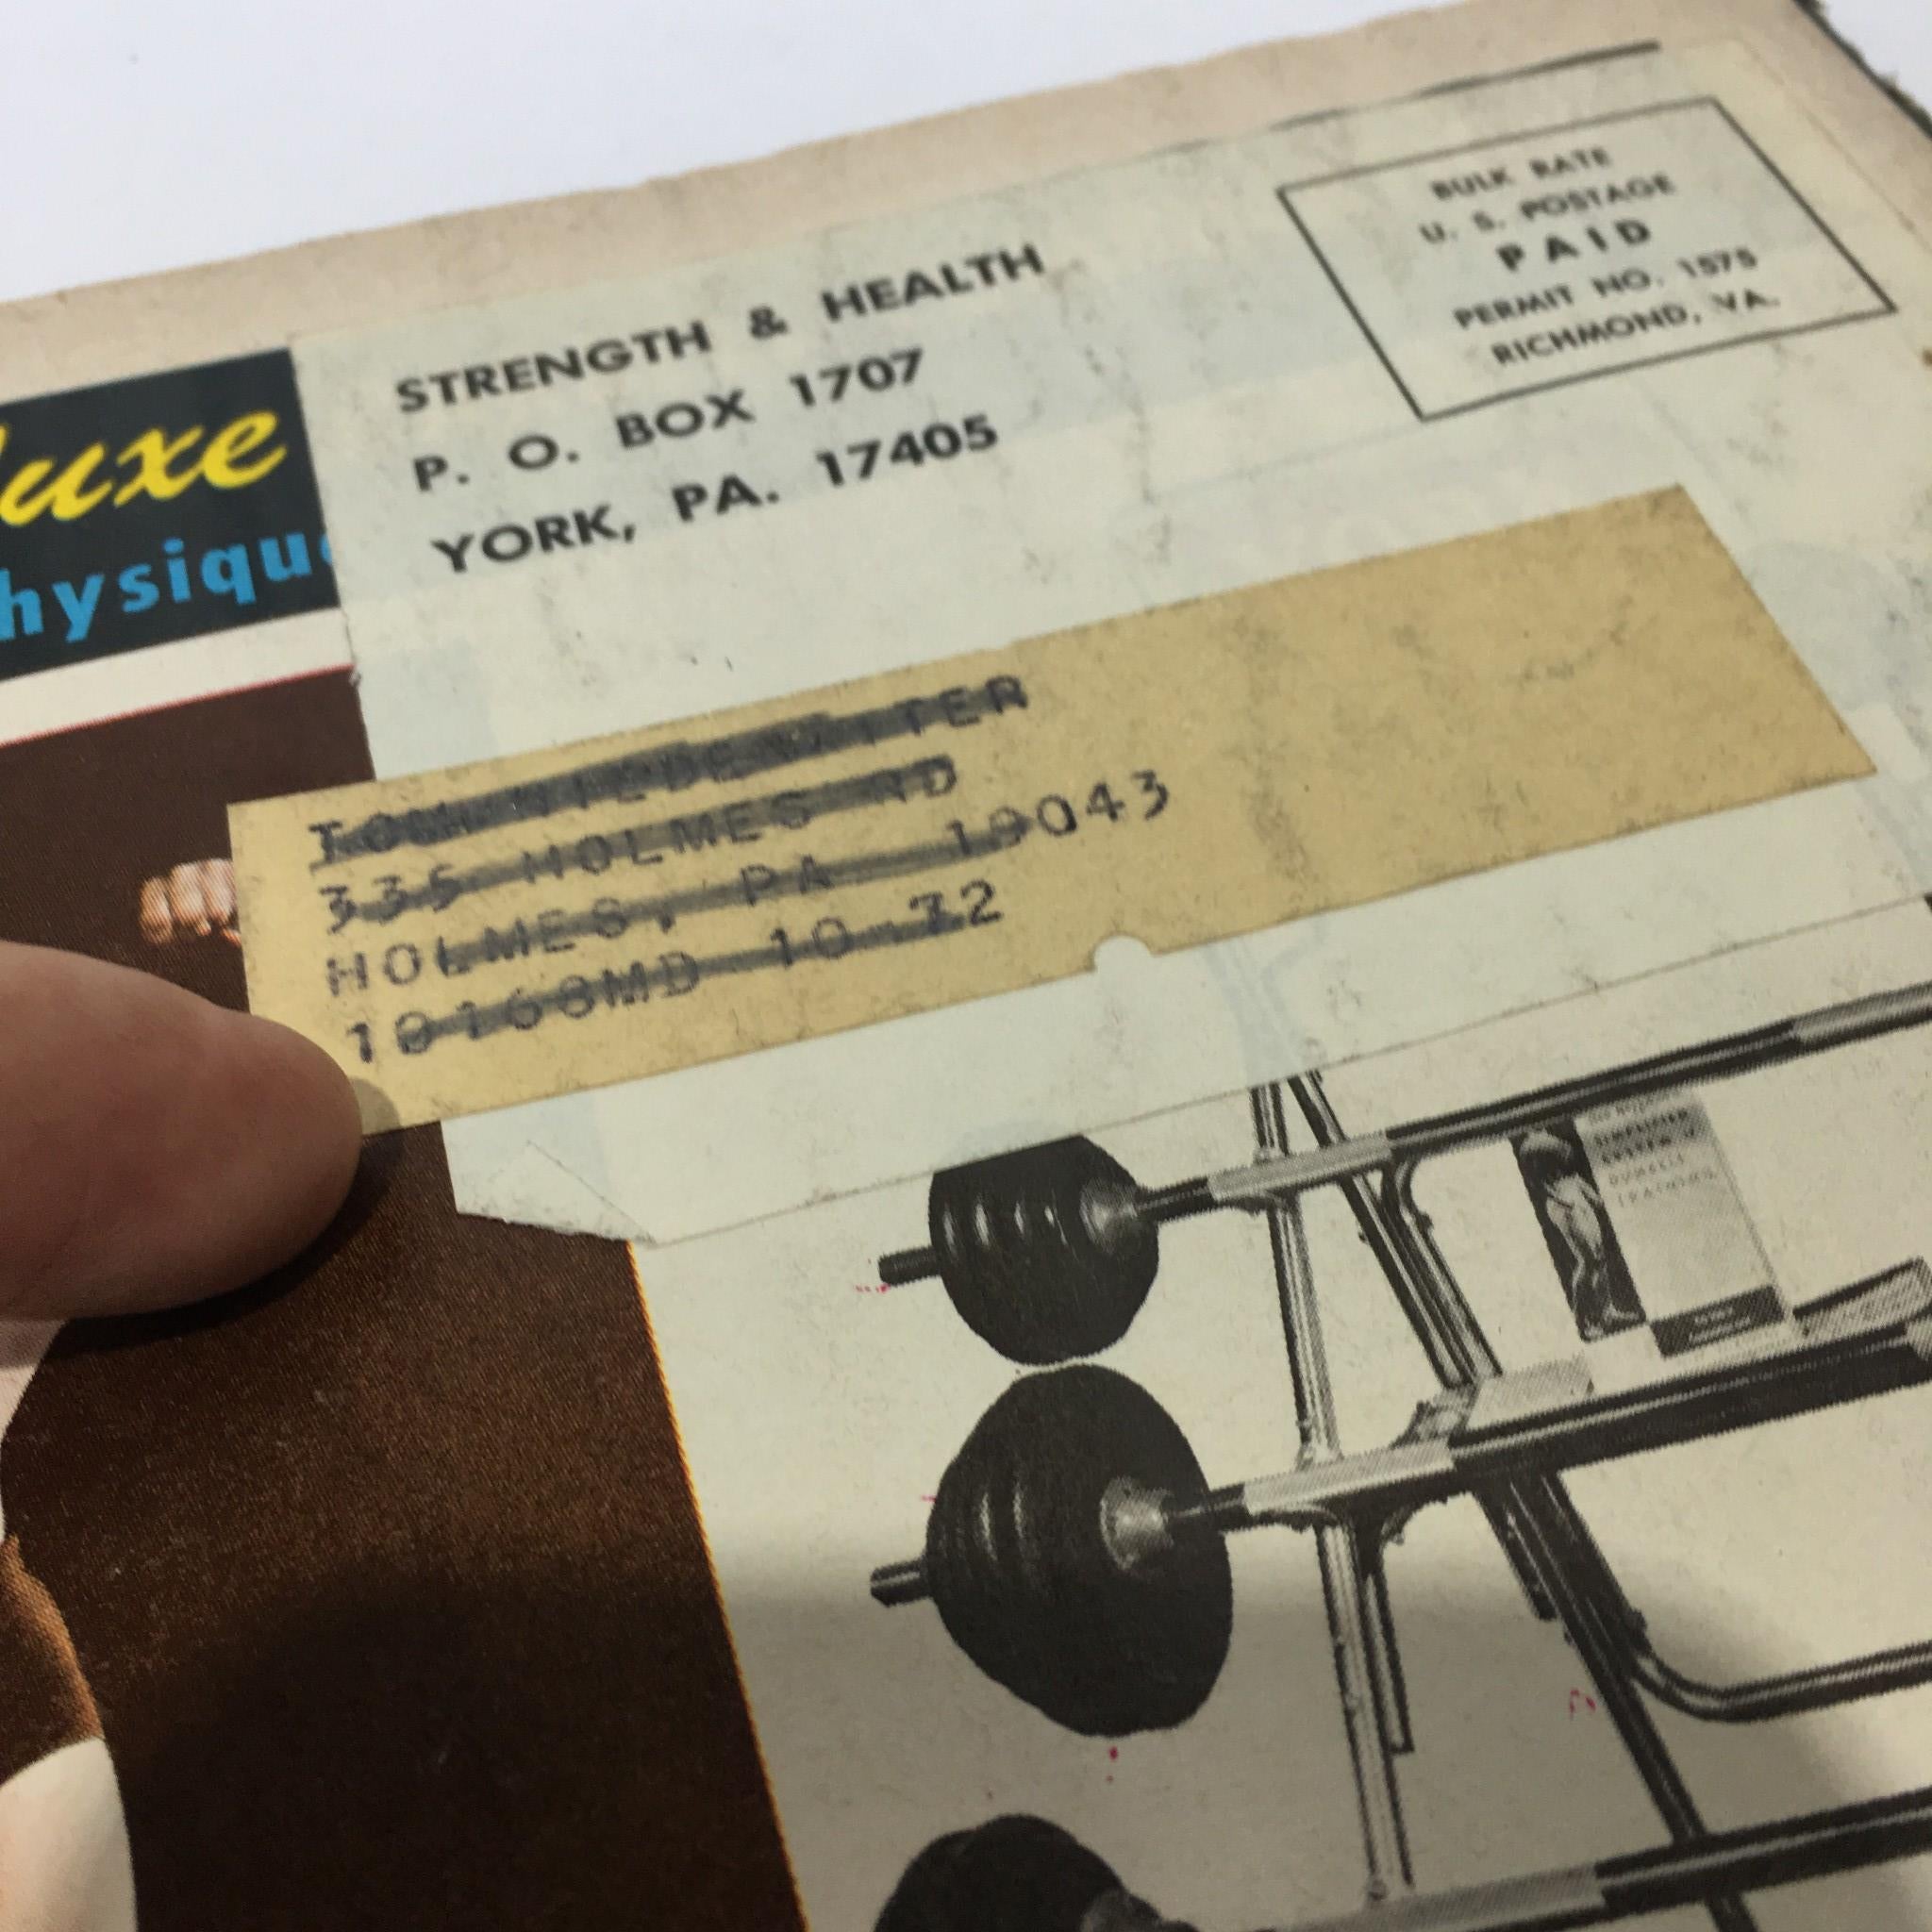 STRENGTH & HEALTH
P. O. BOX 1707
YORK, PA. 17405
BULK RATE
U. S. POSTAGE
PAID
PERMIT NO. 1575
RICHMOND, VA.
luxe
hysiqu
335 HOLMES RD
HOLMES, PA 19043
10-72